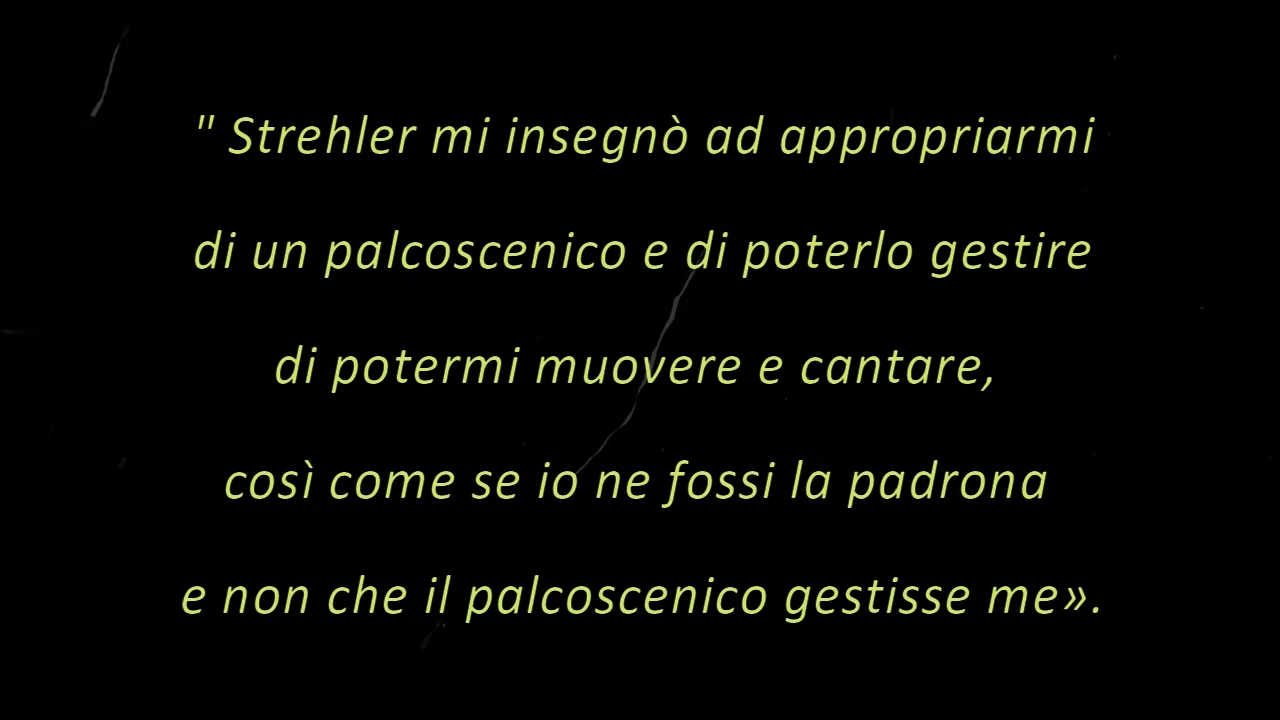 " Strehler mi insegnò ad appropriarmi
di un palcoscenico e di poterlo gestire
di potermi muovere e cantare,
così come se io ne fossi la padrona
e non che il palcoscenico gestisse me».